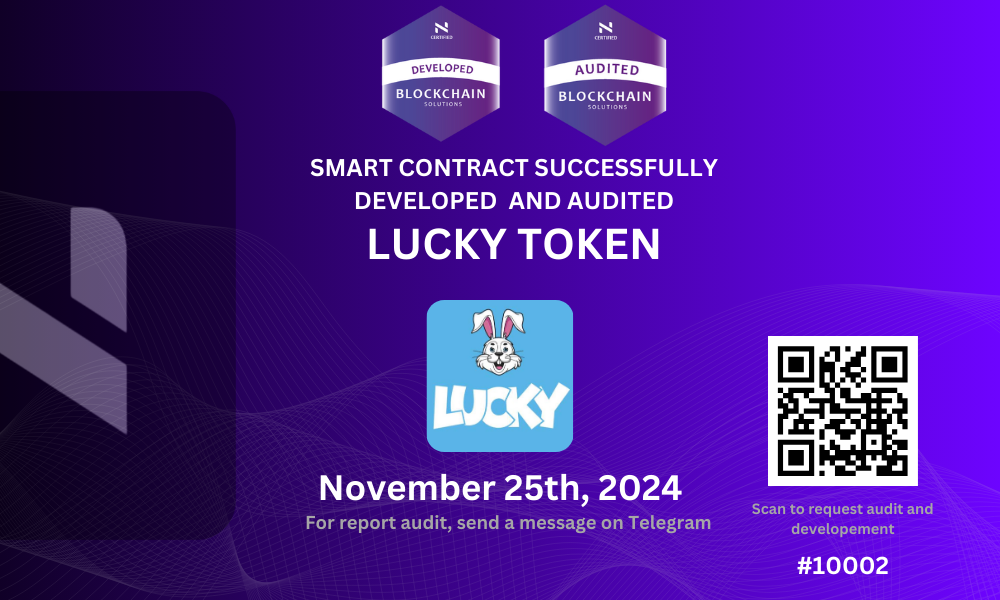 CERTIFIED
DEVELOPED
BLOCKCHAIN
SOLUTIONS
CERTIFIED
AUDITED
BLOCKCHAIN
SOLUTIONS
SMART CONTRACT SUCCESSFULLY
DEVELOPED AND AUDITED
LUCKY TOKEN
LUCKY
November 25th, 2024
For report audit, send a message on Telegram
Scan to request audit and
developement
#10002